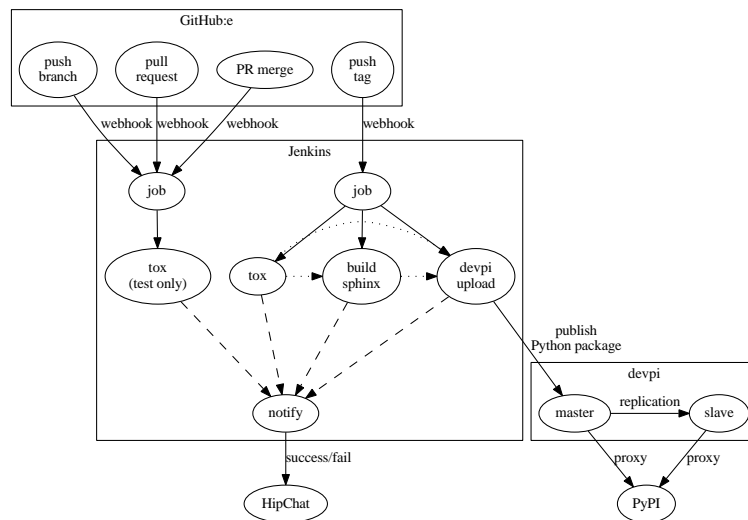 GitHub:e
push
branch
pull
request
PR merge
push
tag
webhook
webhook
webhook
webhook
Jenkins
job
job
tox
(test only)
tox
build
sphinx
devpi
upload
publish
Python package
devpi
notify
master
replication
slave
success/fail
proxy
proxy
HipChat
PyPI